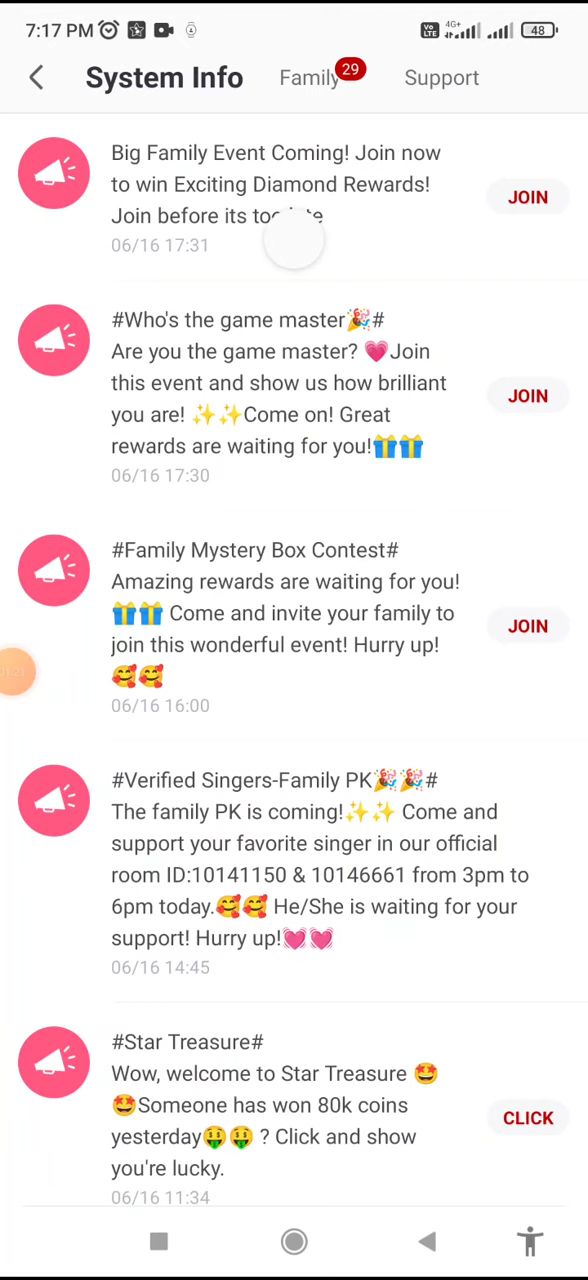 7:17 PM
Vo LTE 4G+ 48
System Info Family 29 Support
Big Family Event Coming! Join now
to win Exciting Diamond Rewards!
Join before its
06/16 17:31
JOIN
#Who's the game master🎉#
Are you the game master? 💗Join
this event and show us how brilliant
you are! ✨✨Come on! Great
rewards are waiting for you!🎁🎁
06/16 17:30
JOIN
#Family Mystery Box Contest#
Amazing rewards are waiting for you!
🎁🎁 Come and invite your family to
join this wonderful event! Hurry up!
🥰🥰
06/16 16:00
JOIN
#Verified Singers-Family PK🎉🎉#
The family PK is coming!✨✨ Come and
support your favorite singer in our official
room ID:10141150 & 10146661 from 3pm to
6pm today.🥰🥰 He/She is waiting for your
support! Hurry up!💓💓
06/16 14:45
#Star Treasure#
Wow, welcome to Star Treasure 🤩
🤩Someone has won 80k coins
yesterday🤑🤑 ? Click and show
you're lucky.
06/16 11:34
CLICK